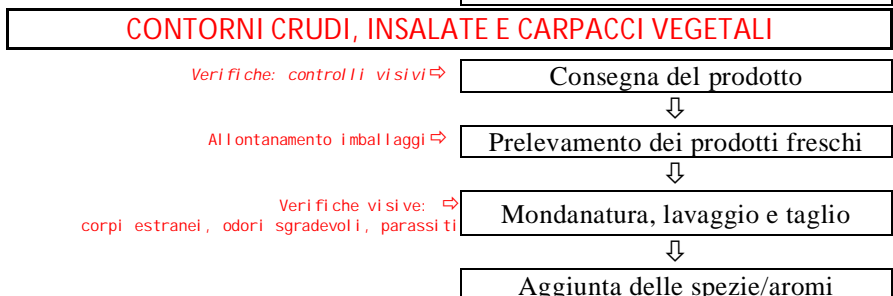 CONTORNI CRUDI, INSALATE E CARPACCI VEGETALI
Verifiche: controlli visivi⇨ Consegna del prodotto
⇩
Allontanamento imballaggi⇨ Prelevamento dei prodotti freschi
⇩
Verifiche visive: ⇨
corpi estranei, odori sgradevoli, parassiti
Mondanatura, lavaggio e taglio
⇩
Aggiunta delle spezie/aromi